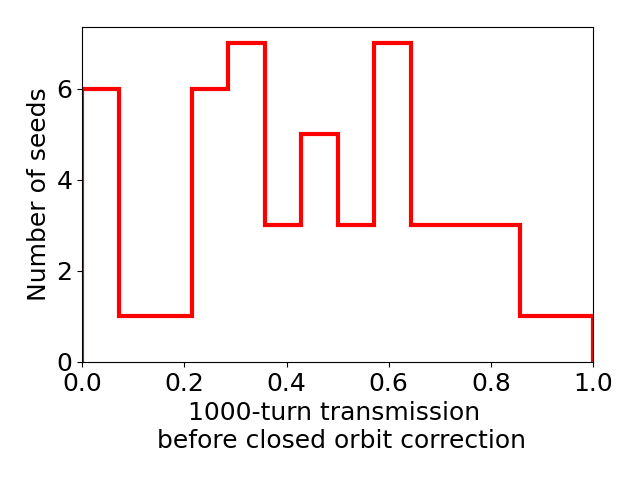 Number of seeds
6
4
2
0
0.0 0.2 0.4 0.6 0.8 1.0
1000-turn transmission
before closed orbit correction